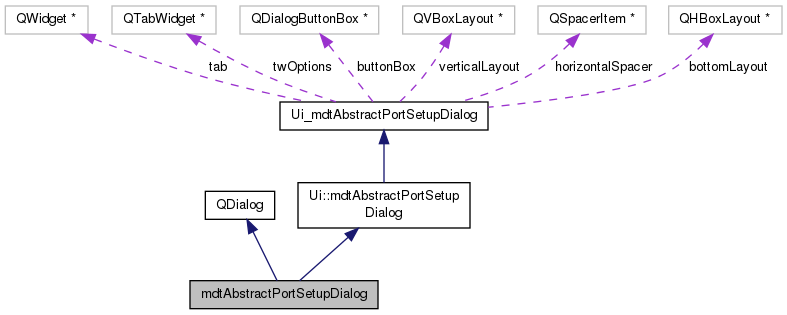 QWidget *
QTabWidget *
QDialogButtonBox *
QVBoxLayout *
QSpacerItem *
QHBoxLayout *
tab
twOptions
buttonBox
verticalLayout
horizontalSpacer
bottomLayout
Ui_mdtAbstractPortSetupDialog
QDialog
Ui::mdtAbstractPortSetup
Dialog
mdtAbstractPortSetupDialog